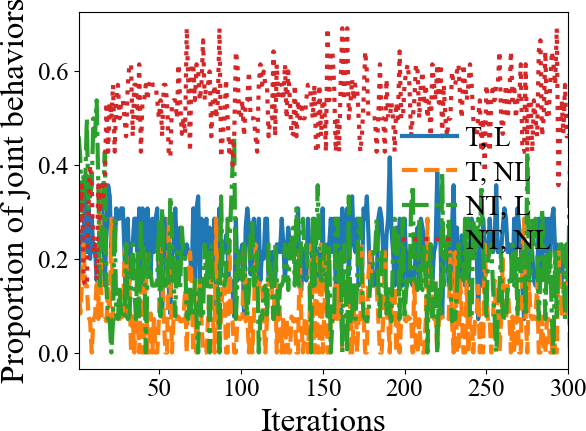 Proportion of joint behaviors
0.6
0.4
0.2
0.0
T, L
T, NL
NT, L
NT, NL
50
100
150
200
250
300
Iterations